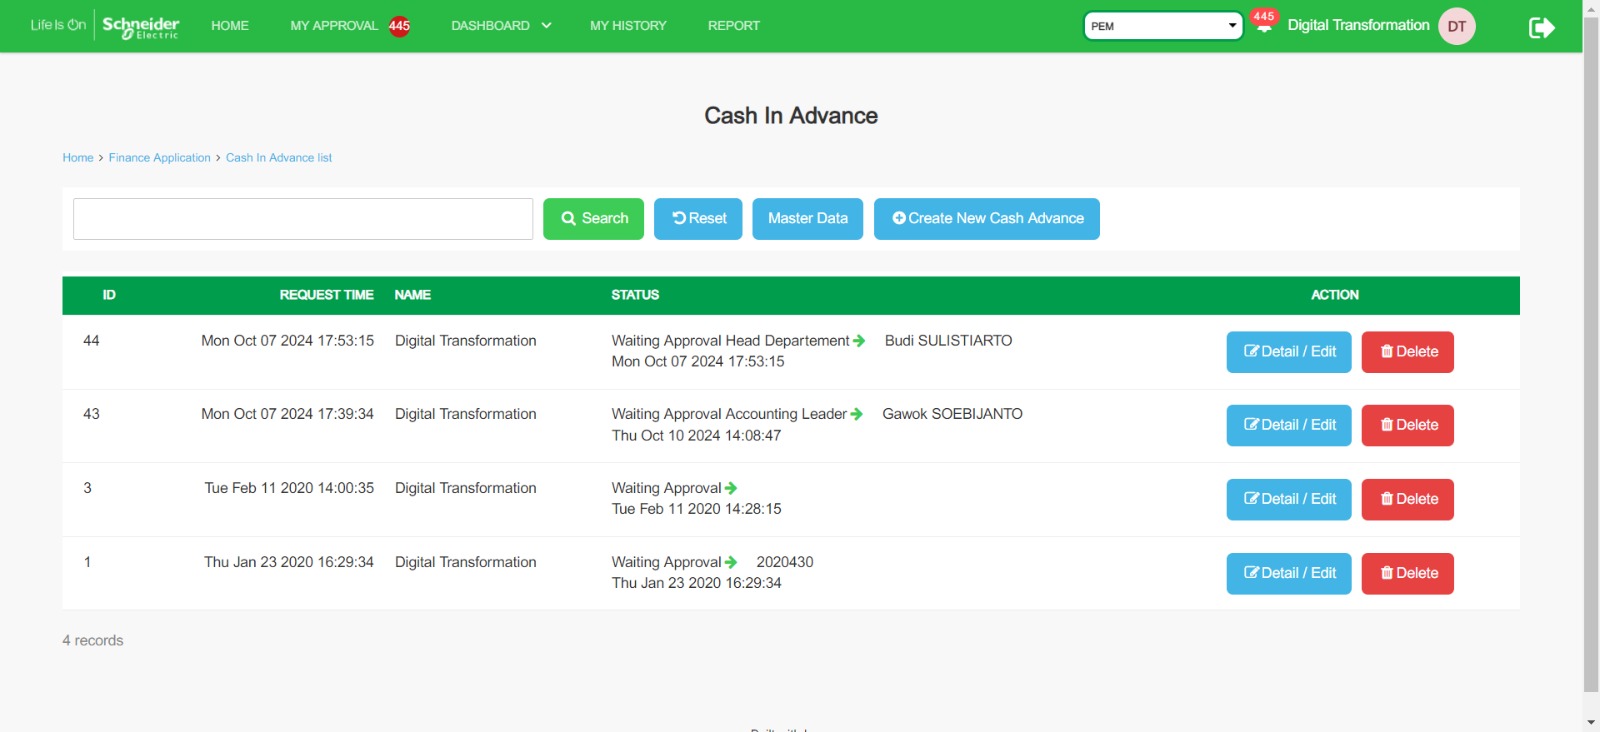 Life Is On Schneider Electric HOME MY APPROVAL 445 DASHBOARD MY HISTORY REPORT PEM 445 Digital Transformation DT
Cash In Advance
Home > Finance Application > Cash In Advance list
Search Reset Master Data Create New Cash Advance
ID REQUEST TIME NAME STATUS ACTION
44 Mon Oct 07 2024 17:53:15 Digital Transformation Waiting Approval Head Departement Budi SULISTIARTO Detail / Edit Delete
Mon Oct 07 2024 17:53:15
43 Mon Oct 07 2024 17:39:34 Digital Transformation Waiting Approval Accounting Leader Gawok SOEBIJANTO Detail / Edit Delete
Thu Oct 10 2024 14:08:47
3 Tue Feb 11 2020 14:00:35 Digital Transformation Waiting Approval Detail / Edit Delete
Tue Feb 11 2020 14:28:15
1 Thu Jan 23 2020 16:29:34 Digital Transformation Waiting Approval 2020430 Detail / Edit Delete
Thu Jan 23 2020 16:29:34
4 records